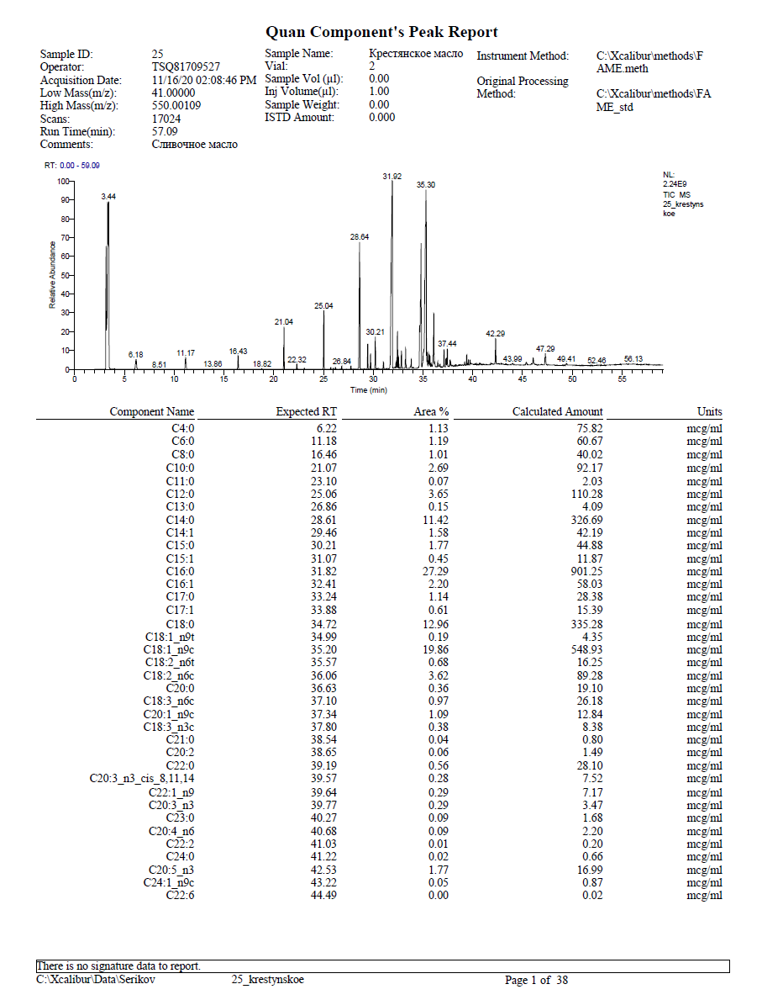 Quan Component's Peak Report
Sample ID: 25
Operator: TSQ81709527
Acquisition Date: 11/16/20 02:08:46 PM
Low Mass(m/z): 41.00000
High Mass(m/z): 550.00109
Scans: 17024
Run Time(min): 57.09
Comments: Сливочное масло
Sample Name: Крестянское масло
Vial: 2
Sample Vol (µl): 0.00
Inj Volume(µl): 1.00
Sample Weight: 0.00
ISTD Amount: 0.000
Instrument Method: C:\Xcalibur\methods\F
AME.meth
Original Processing
Method: C:\Xcalibur\methods\FA
ME_std
RT: 0.00 - 59.09
NL:
2.24E9
TIC MS
25_krestyns
koe
Relative Abundance
100
90
80
70
60
50
40
30
20
10
0
3.44
6.18
8.51
11.17
13.86
16.43
18.82
21.04
22.32
25.04
26.84
28.64
30.21
31.92
35.30
37.44
42.29
43.99
47.29
49.41
52.46
56.13
0 5 10 15 20 25 30 35 40 45 50 55
Time (min)
Component Name Expected RT Area % Calculated Amount Units
C4:0 6.22 1.13 75.82 mcg/ml
C6:0 11.18 1.19 60.67 mcg/ml
C8:0 16.46 1.01 40.02 mcg/ml
C10:0 21.07 2.69 92.17 mcg/ml
C11:0 23.10 0.07 2.03 mcg/ml
C12:0 25.06 3.65 110.28 mcg/ml
C13:0 26.86 0.15 4.09 mcg/ml
C14:0 28.61 11.42 326.69 mcg/ml
C14:1 29.46 1.58 42.19 mcg/ml
C15:0 30.21 1.77 44.88 mcg/ml
C15:1 31.07 0.45 11.87 mcg/ml
C16:0 31.82 27.29 901.25 mcg/ml
C16:1 32.41 2.20 58.03 mcg/ml
C17:0 33.24 1.14 28.38 mcg/ml
C17:1 33.88 0.61 15.39 mcg/ml
C18:0 34.72 12.96 335.28 mcg/ml
C18:1_n9t 34.99 0.19 4.35 mcg/ml
C18:1_n9c 35.20 19.86 548.93 mcg/ml
C18:2_n6t 35.57 0.68 16.25 mcg/ml
C18:2_n6c 36.06 3.62 89.28 mcg/ml
C20:0 36.63 0.36 19.10 mcg/ml
C18:3_n6c 37.10 0.97 26.18 mcg/ml
C20:1_n9c 37.34 1.09 12.84 mcg/ml
C18:3_n3c 37.80 0.38 8.38 mcg/ml
C21:0 38.54 0.04 0.80 mcg/ml
C20:2 38.65 0.06 1.49 mcg/ml
C22:0 39.19 0.56 28.10 mcg/ml
C20:3_n3_cis_8,11,14 39.57 0.28 7.52 mcg/ml
C22:1_n9 39.64 0.29 7.17 mcg/ml
C20:3_n3 39.77 0.29 3.47 mcg/ml
C23:0 40.27 0.09 1.68 mcg/ml
C20:4_n6 40.68 0.09 2.20 mcg/ml
C22:2 41.03 0.01 0.20 mcg/ml
C24:0 41.22 0.02 0.66 mcg/ml
C20:5_n3 42.53 1.77 16.99 mcg/ml
C24:1_n9c 43.22 0.05 0.87 mcg/ml
C22:6 44.49 0.00 0.02 mcg/ml
There is no signature data to report.
C:\Xcalibur\Data\Serikov 25_krestynskoe Page 1 of 38